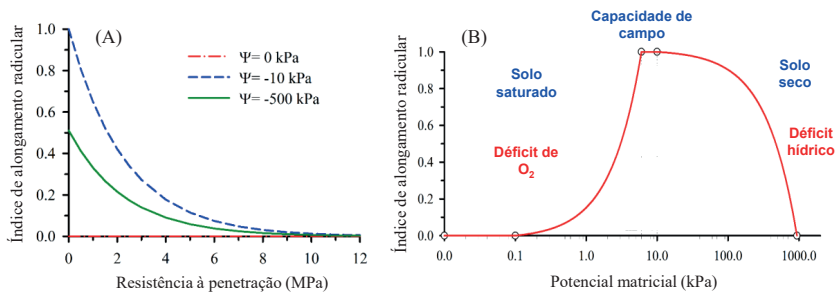 (A)
Índice de alongamento radicular
1.0
0.8
0.6
0.4
0.2
0.0
Ψ= 0 kPa
Ψ= -10 kPa
Ψ= -500 kPa
0
2
4
6
8
10
12
Resistência à penetração (MPa)
(B)
Capacidade de
campo
Índice de alongamento radicular
1.0
0.8
0.6
0.4
0.2
0.0
Solo
saturado
Solo
seco
Déficit de
O2
Déficit
hídrico
0.0
0.1
1.0
10.0
100.0
1000.0
Potencial matricial (kPa)